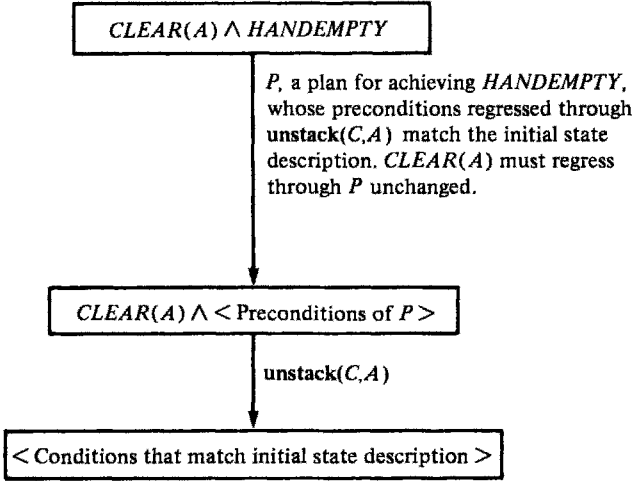 CLEAR(A) ∧ HANDEMPTY
P, a plan for achieving HANDEMPTY,
whose preconditions regressed through
unstack(C,A) match the initial state
description. CLEAR(A) must regress
through P unchanged.
CLEAR(A) ∧ < Preconditions of P >
unstack(C,A)
< Conditions that match initial state description >